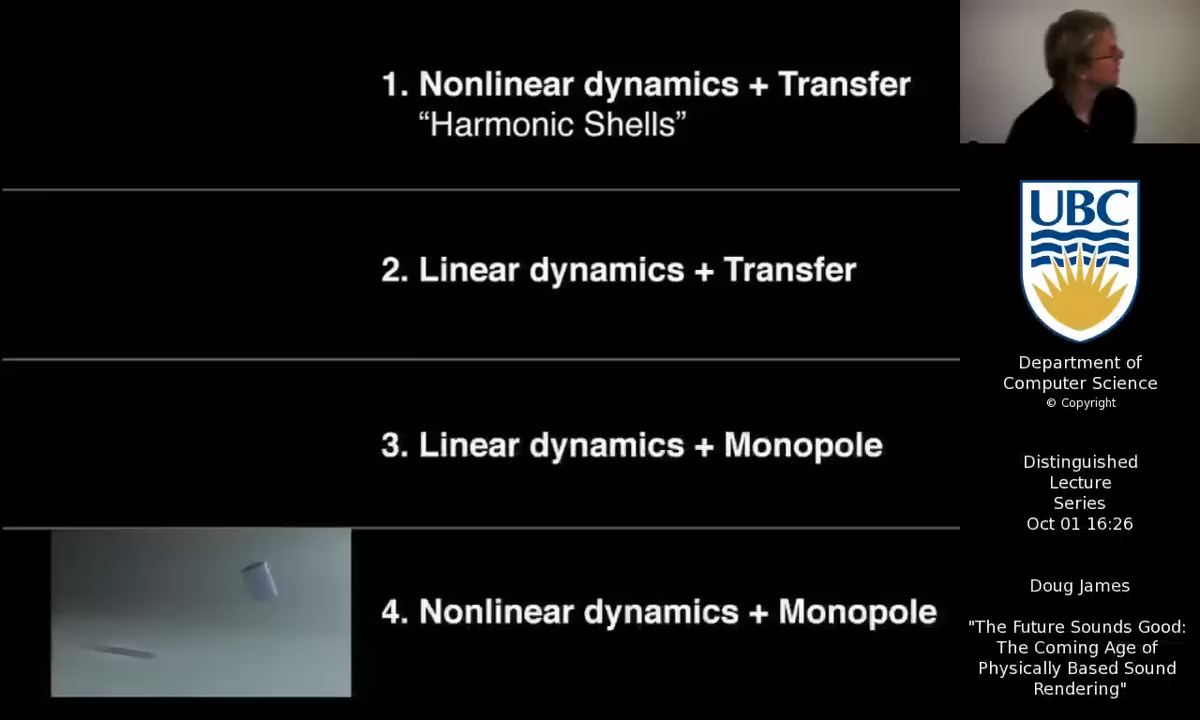 1. Nonlinear dynamics + Transfer
“Harmonic Shells”
2. Linear dynamics + Transfer
3. Linear dynamics + Monopole
4. Nonlinear dynamics + Monopole
UBC
Department of
Computer Science
© Copyright
Distinguished
Lecture
Series
Oct 01 16:26
Doug James
"The Future Sounds Good:
The Coming Age of
Physically Based Sound
Rendering"